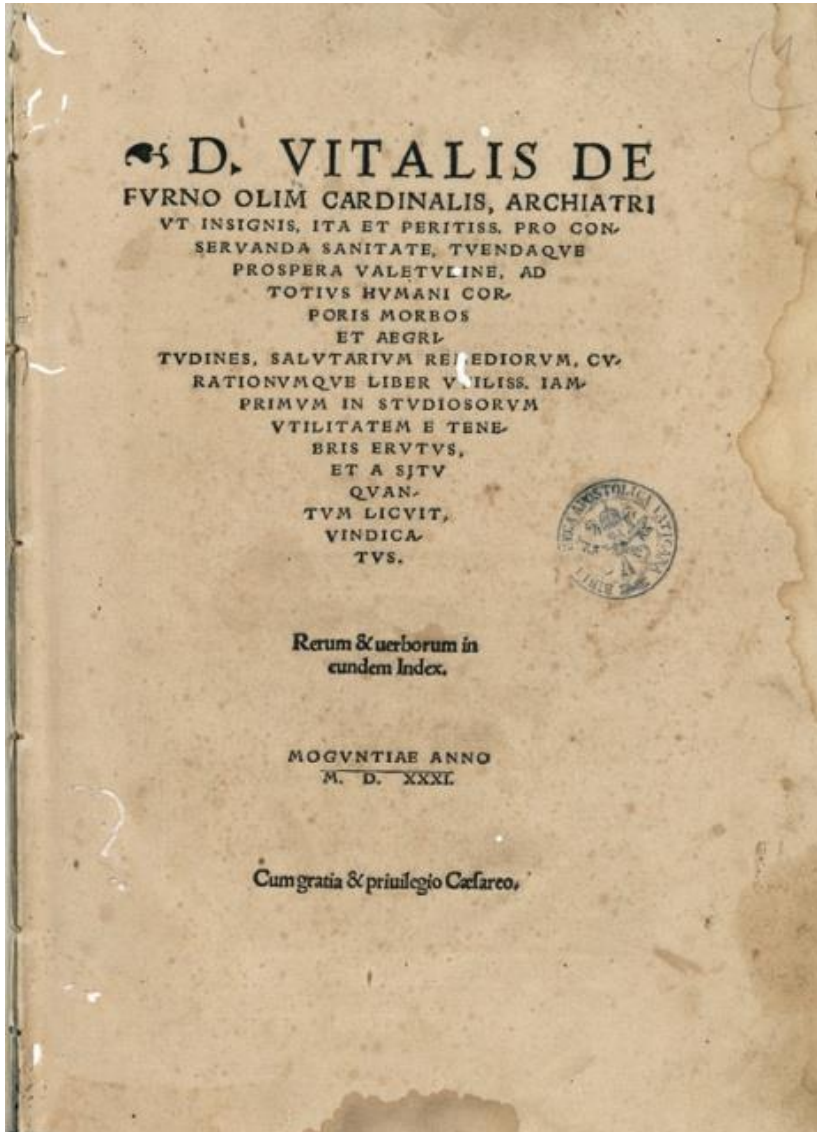 D. VITALIS DE
FVRNO OLIM CARDINALIS, ARCHIATRI
VT INSIGNIS, ITA ET PERITISS. PRO CON-
SERVANDA SANITATE, TVENDAQVE
PROSPERA VALETVDINE, AD
TOTIVS HVMANI COR-
PORIS MORBOS
ET AEGRI-
TVDINES, SALVTARIVM REMEDIORVM, CV-
RATIONVMQVE LIBER VTILISS. IAM-
PRIMVM IN STVDIOSORVM
VTILITATEM E TENE-
BRIS ERVTVS,
ET A SITV
QVAN-
TVM LICVIT,
VINDICA-
TVS.
BIBLIOTECA APOSTOLICA VATICANA
Rerum & uerborum in
eundem Index.
MOGVNTIAE ANNO
M. D. XXXI.
Cum gratia & priuilegio Cæsareo.